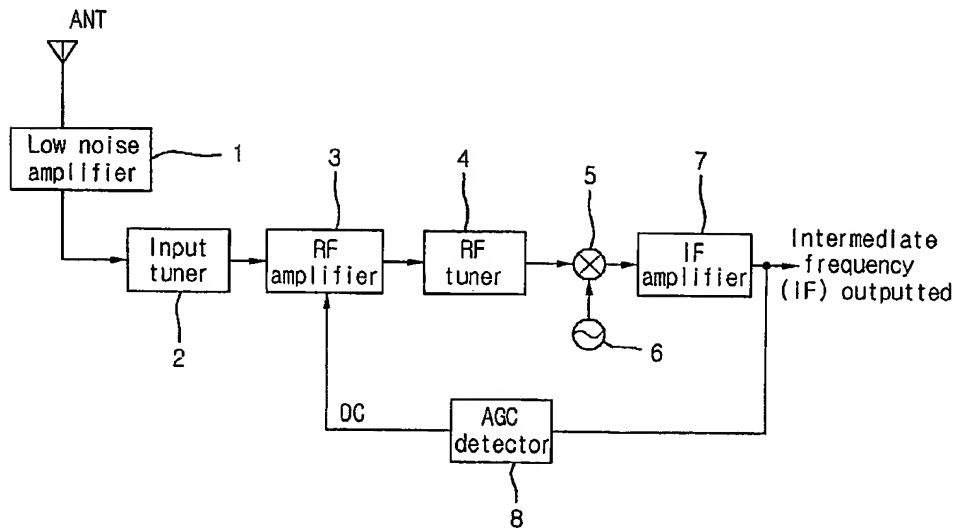 ANT
Low noise
amplifier
1
Input
tuner
2
3
RF
amplifier
4
RF
tuner
5
6
7
IF
amplifier
Intermediate
frequency
(IF) outputted
DC
AGC
detector
8